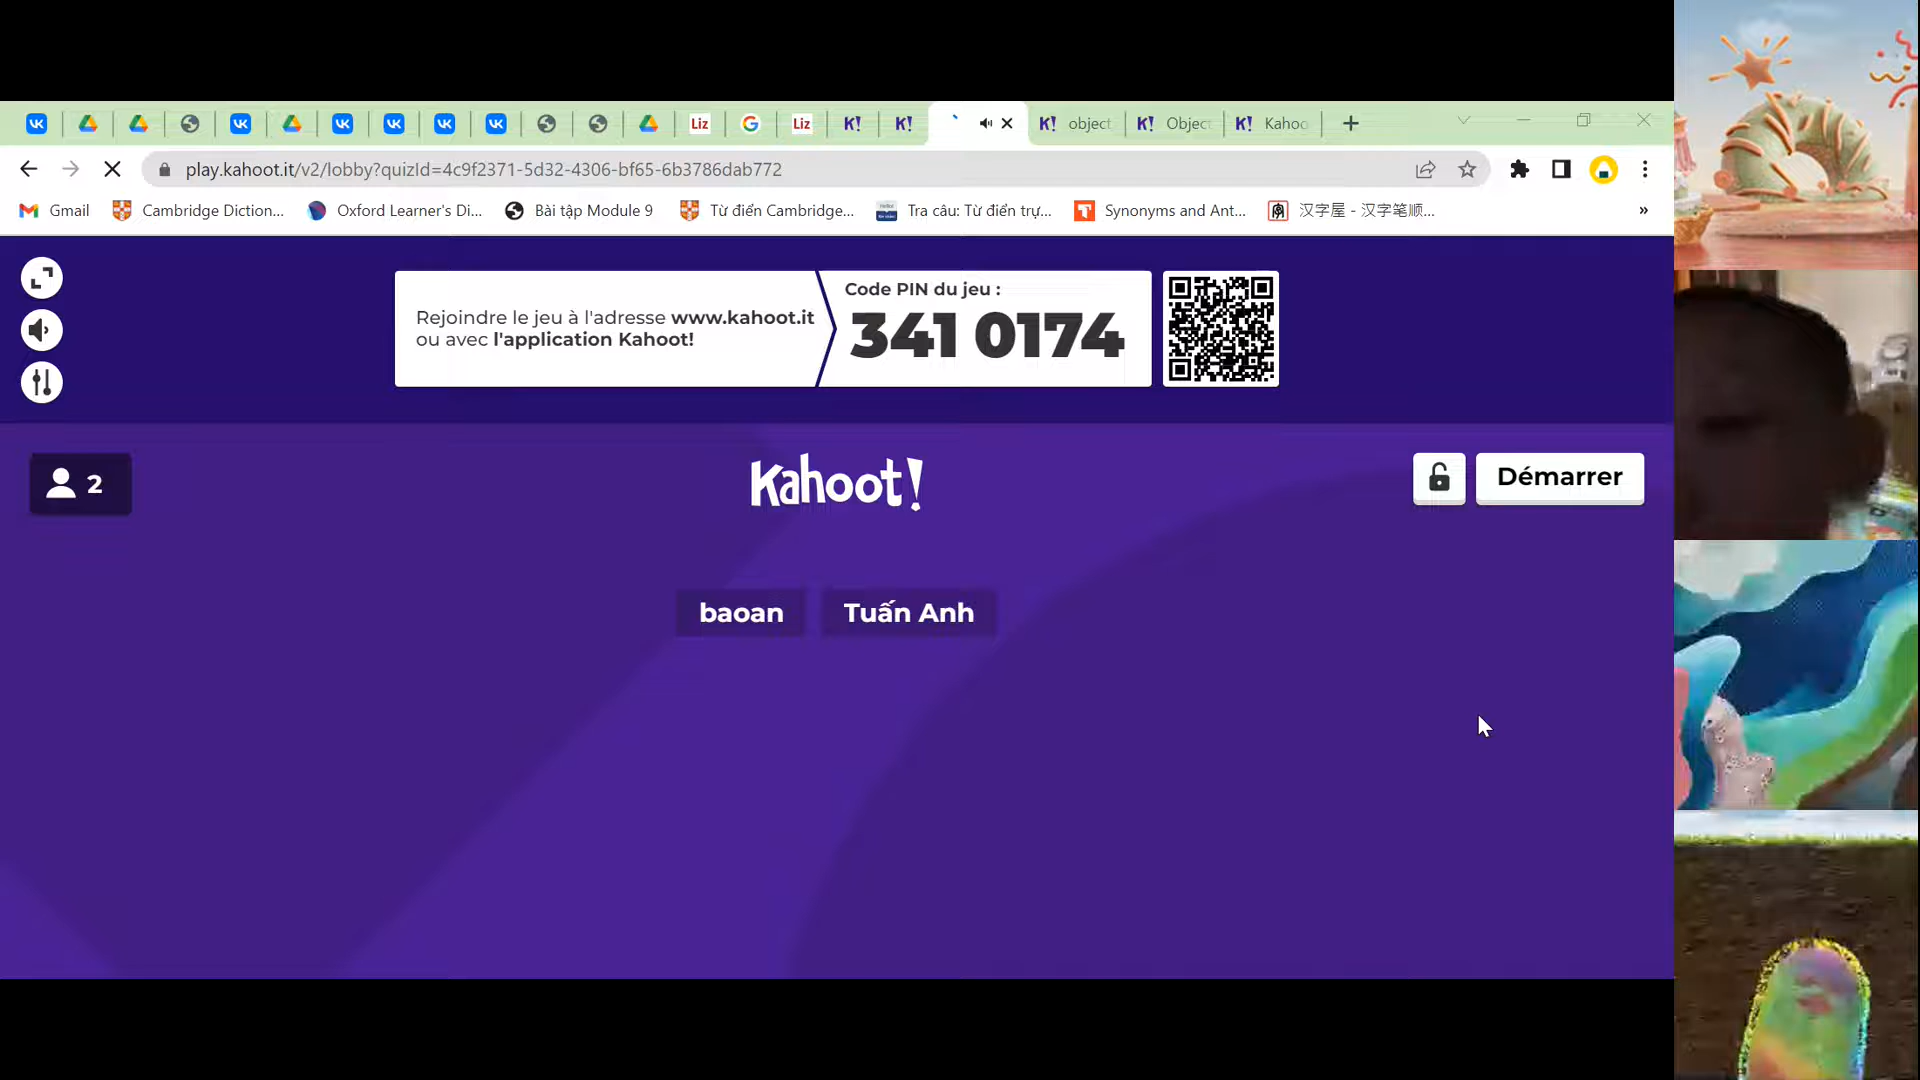 object
Object
Kahoo
play.kahoot.it/v2/lobby?quizId=4c9f2371-5d32-4306-bf65-6b3786dab772
Gmail
Cambridge Diction...
Oxford Learner's Di...
Bài tập Module 9
Từ điển Cambridge...
Tra câu: Từ điển trự...
Synonyms and Ant...
汉字屋 - 汉字笔顺...
»
Rejoindre le jeu à l'adresse www.kahoot.it
ou avec l'application Kahoot!
Code PIN du jeu :
341 0174
2
Kahoot!
Démarrer
baoan
Tuấn Anh